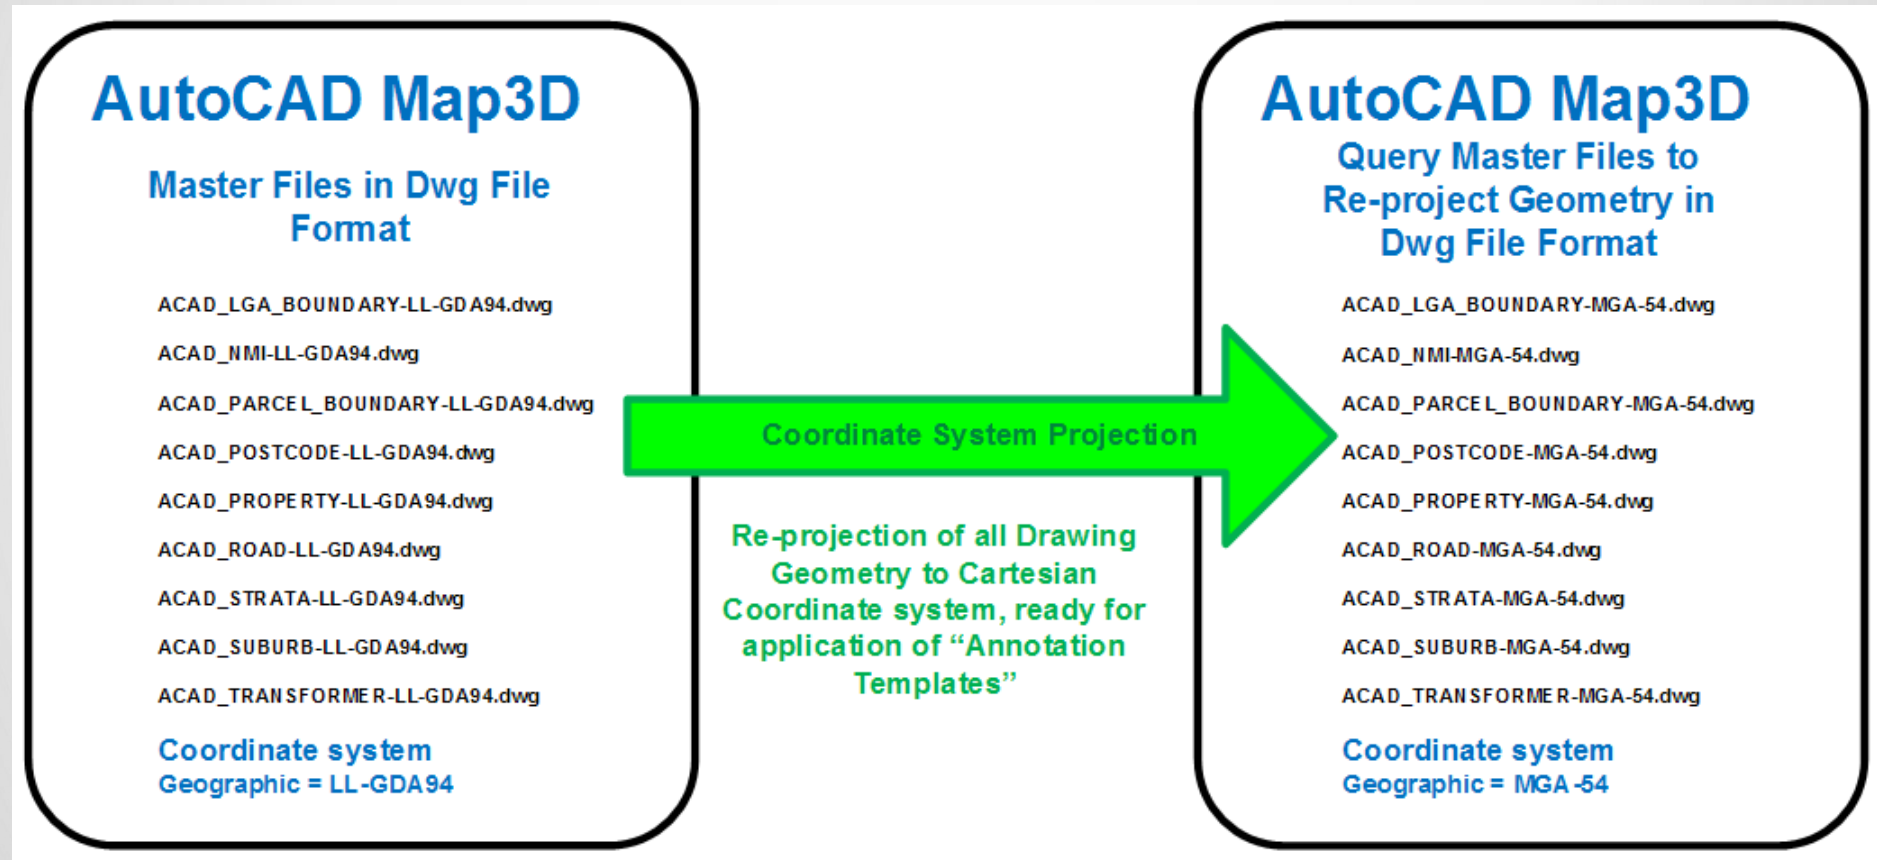 AutoCAD Map3D
Master Files in Dwg File
Format
ACAD_LGA_BOUNDARY-LL-GDA94.dwg
ACAD_NMI-LL-GDA94.dwg
ACAD_PARCEL_BOUNDARY-LL-GDA94.dwg
ACAD_POSTCODE-LL-GDA94.dwg
ACAD_PROPERTY-LL-GDA94.dwg
ACAD_ROAD-LL-GDA94.dwg
ACAD_STRATA-LL-GDA94.dwg
ACAD_SUBURB-LL-GDA94.dwg
ACAD_TRANSFORMER-LL-GDA94.dwg
Coordinate system
Geographic = LL-GDA94
Coordinate System Projection
Re-projection of all Drawing
Geometry to Cartesian
Coordinate system, ready for
application of “Annotation
Templates”
AutoCAD Map3D
Query Master Files to
Re-project Geometry in
Dwg File Format
ACAD_LGA_BOUNDARY-MGA-54.dwg
ACAD_NMI-MGA-54.dwg
ACAD_PARCEL_BOUNDARY-MGA-54.dwg
ACAD_POSTCODE-MGA-54.dwg
ACAD_PROPERTY-MGA-54.dwg
ACAD_ROAD-MGA-54.dwg
ACAD_STRATA-MGA-54.dwg
ACAD_SUBURB-MGA-54.dwg
ACAD_TRANSFORMER-MGA-54.dwg
Coordinate system
Geographic = MGA-54